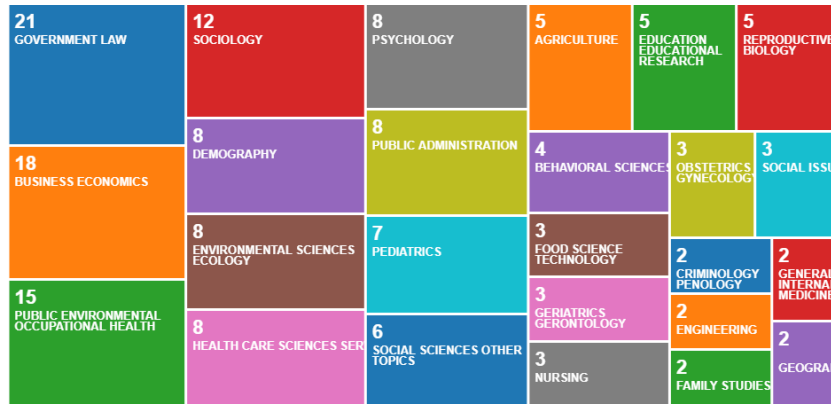 21
GOVERNMENT LAW
18
BUSINESS ECONOMICS
15
PUBLIC ENVIRONMENTAL
OCCUPATIONAL HEALTH
12
SOCIOLOGY
8
DEMOGRAPHY
8
ENVIRONMENTAL SCIENCES
ECOLOGY
8
HEALTH CARE SCIENCES SER
8
PSYCHOLOGY
8
PUBLIC ADMINISTRATION
7
PEDIATRICS
6
SOCIAL SCIENCES OTHER
TOPICS
5
AGRICULTURE
5
EDUCATION
EDUCATIONAL
RESEARCH
5
REPRODUCTIVE
BIOLOGY
4
BEHAVIORAL SCIENCES
3
OBSTETRICS
GYNECOLOGY
3
SOCIAL ISSU
3
FOOD SCIENCE
TECHNOLOGY
3
GERIATRICS
GERONTOLOGY
3
NURSING
2
CRIMINOLOGY
PENOLOGY
2
ENGINEERING
2
FAMILY STUDIES
2
GENERAL
INTERNA
MEDICINE
2
GEOGRA